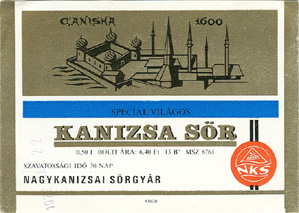 CANISHA 1600
SPECIÁL VILÁGOS
KANIZSA SÖR
0,50 l BOLTI ÁRA: 6,40 Ft 13 B° MSZ 8761
SZAVATOSSÁGI IDŐ 30 NAP
NKS
NAGYKANIZSAI SÖRGYÁR